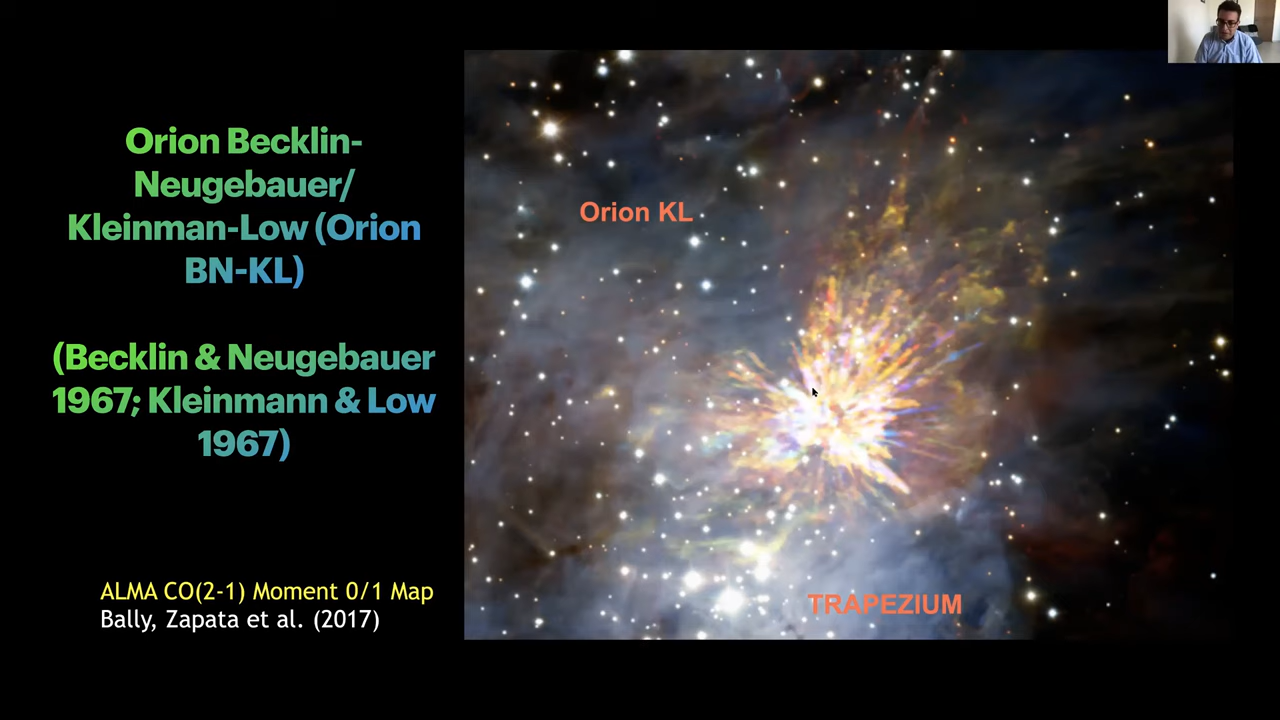 Orion Becklin-
Neugebauer/
Kleinman-Low (Orion
BN-KL)
(Becklin & Neugebauer
1967; Kleinmann & Low
1967)
ALMA CO(2-1) Moment 0/1 Map
Bally, Zapata et al. (2017)
Orion KL
TRAPEZIUM